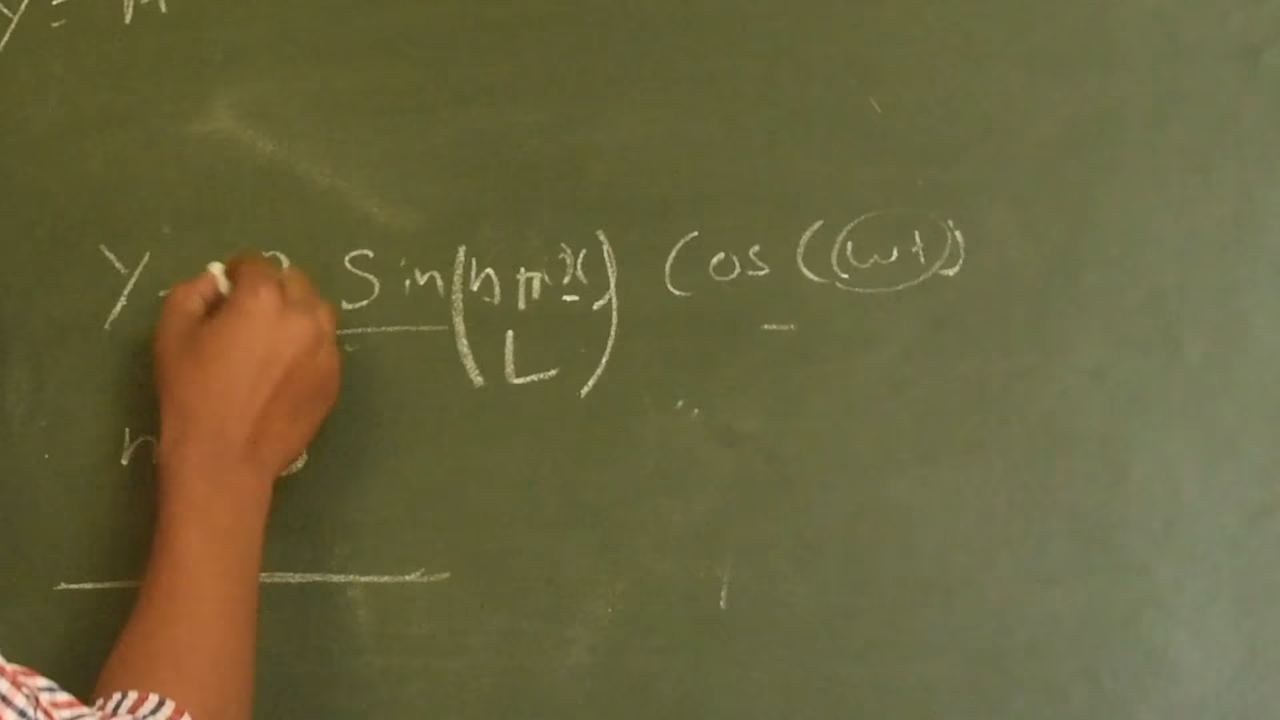 y =
y = Sin(nπx/L) Cos(ωt)
n